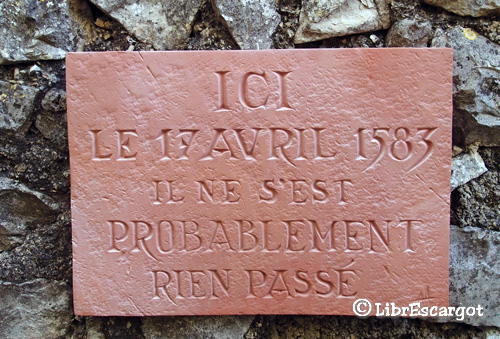 ICI
LE 17 AVRIL 1583
IL NE S'EST
PROBABLEMENT
RIEN PASSÉ
© LibrEscargot